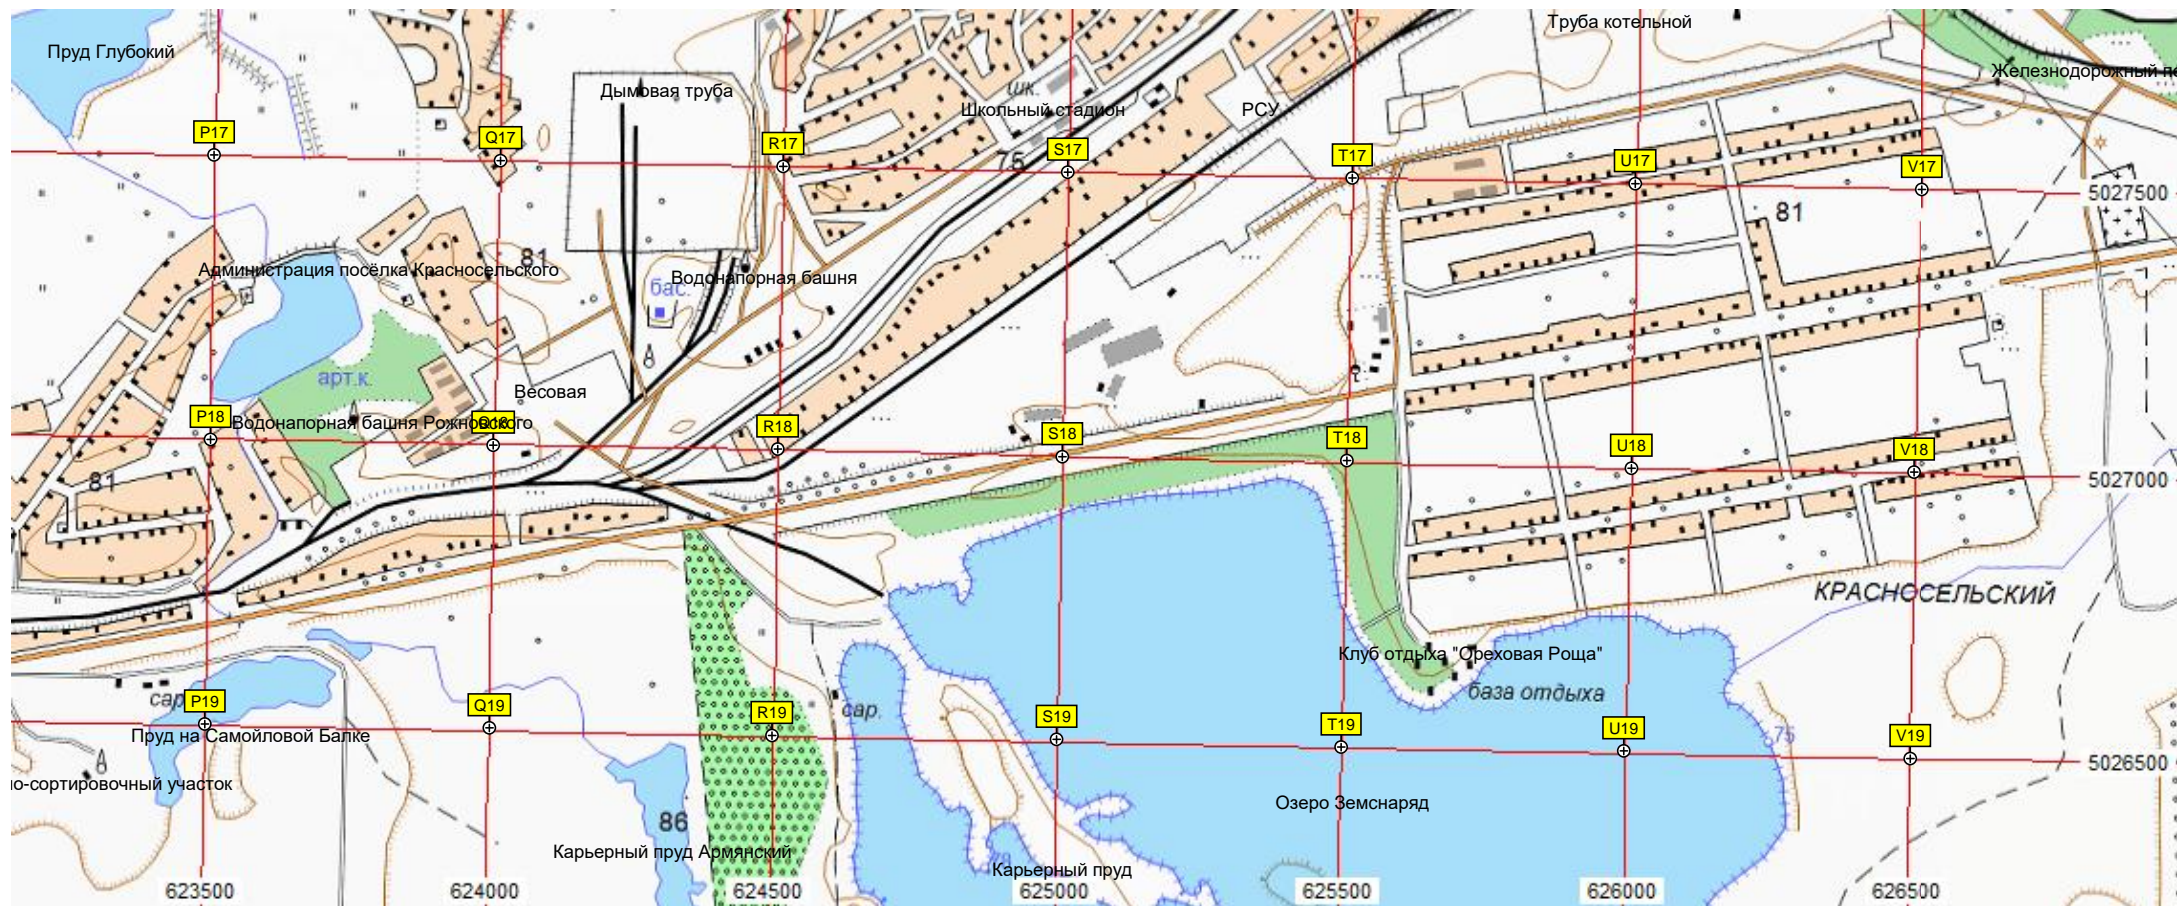 Труба котельной
Пруд Глубокий
Железнодорожный
Дымовая труба
шк.
Школьный стадион
РСУ
P17
Q17
R17
75
S17
T17
U17
V17
5027500
81
81
Администрация посёлка Красносельского
Водонапорная башня
бас.
арт.к.
Весовая
P18
Водонапорная башня Рожновского
Q18
R18
S18
T18
U18
V18
81
5027000
КРАСНОСЕЛЬСКИЙ
Клуб отдыха "Ореховая Роща"
база отдыха
сар.
P19
Q19
R19
сар.
S19
T19
U19
V19
75
Пруд на Самойловой Балке
5026500
но-сортировочный участок
Озеро Земснаряд
86
Карьерный пруд Армянский
Карьерный пруд
623500
624000
624500
625000
625500
626000
626500